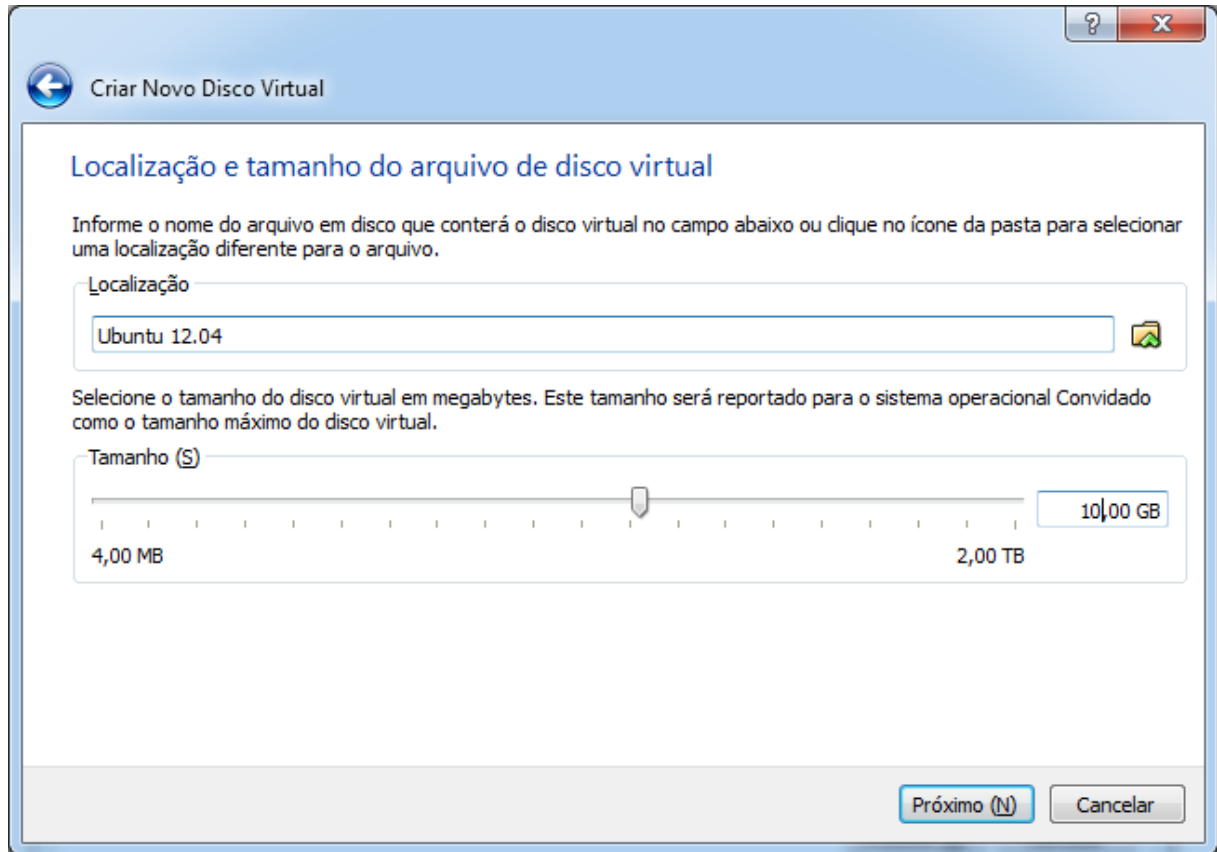 ?
X
Criar Novo Disco Virtual
Localização e tamanho do arquivo de disco virtual
Informe o nome do arquivo em disco que conterá o disco virtual no campo abaixo ou clique no ícone da pasta para selecionar
uma localização diferente para o arquivo.
Localização
Ubuntu 12.04
Selecione o tamanho do disco virtual em megabytes. Este tamanho será reportado para o sistema operacional Convidado
como o tamanho máximo do disco virtual.
Tamanho (S)
10,00 GB
4,00 MB
2,00 TB
Próximo (N)
Cancelar